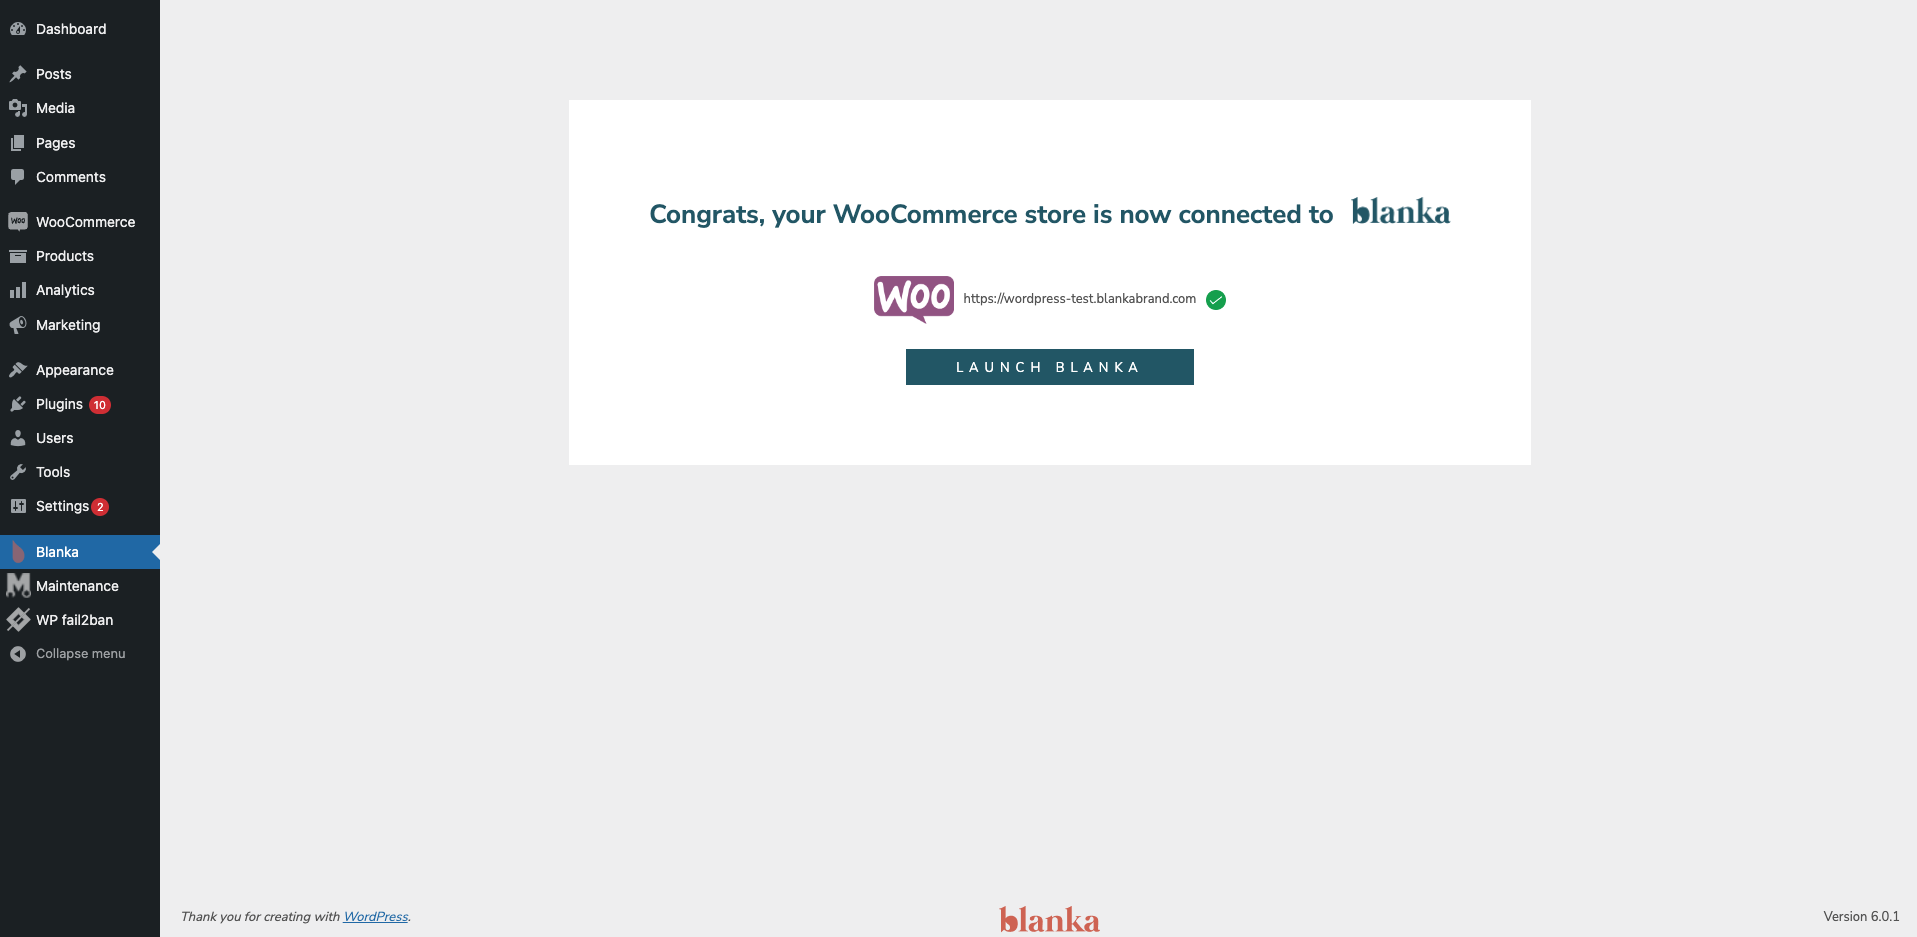 Dashboard
Posts
Media
Pages
Comments
WOO WooCommerce
Products
Analytics
Marketing
Appearance
Plugins 10
Users
Tools
Settings 2
Blanka
Maintenance
WP fail2ban
Collapse menu
Congrats, your WooCommerce store is now connected to blanka
WOO https://wordpress-test.blankabrand.com
LAUNCH BLANKA
Thank you for creating with WordPress.
blanka
Version 6.0.1